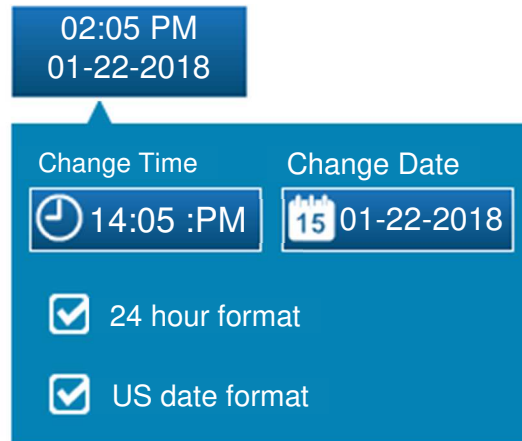 02:05 PM
01-22-2018
Change Time
Change Date
14:05 :PM
15
01-22-2018
24 hour format
US date format